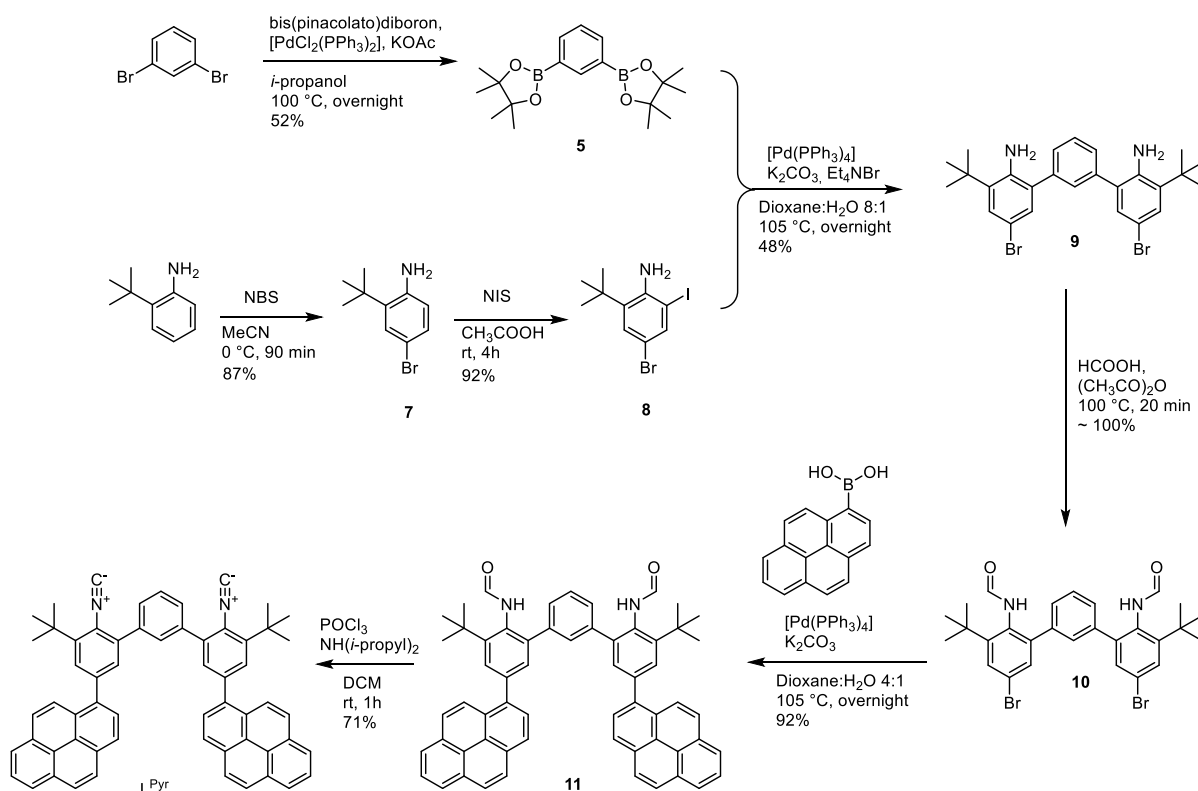 bis(pinacolato)diboron,
[PdCl2(PPh3)2], KOAc
i-propanol
100 °C, overnight
52%
Br
Br
O
B
O
B
O
O
5
[Pd(PPh3)4]
K2CO3, Et4NBr
Dioxane:H2O 8:1
105 °C, overnight
48%
NH2
NH2
Br
Br
9
NH2
NBS
MeCN
0 °C, 90 min
87%
NH2
Br
7
NIS
CH3COOH
rt, 4h
92%
NH2
I
Br
8
HCOOH,
(CH3CO)2O
100 °C, 20 min
~ 100%
O
O
NH
HN
Br
Br
10
HO
OH
B
[Pd(PPh3)4]
K2CO3
Dioxane:H2O 4:1
105 °C, overnight
92%
O
O
NH
HN
11
POCl3
NH(i-propyl)2
DCM
rt, 1h
71%
C-
N+
C-
N+
L Pyr